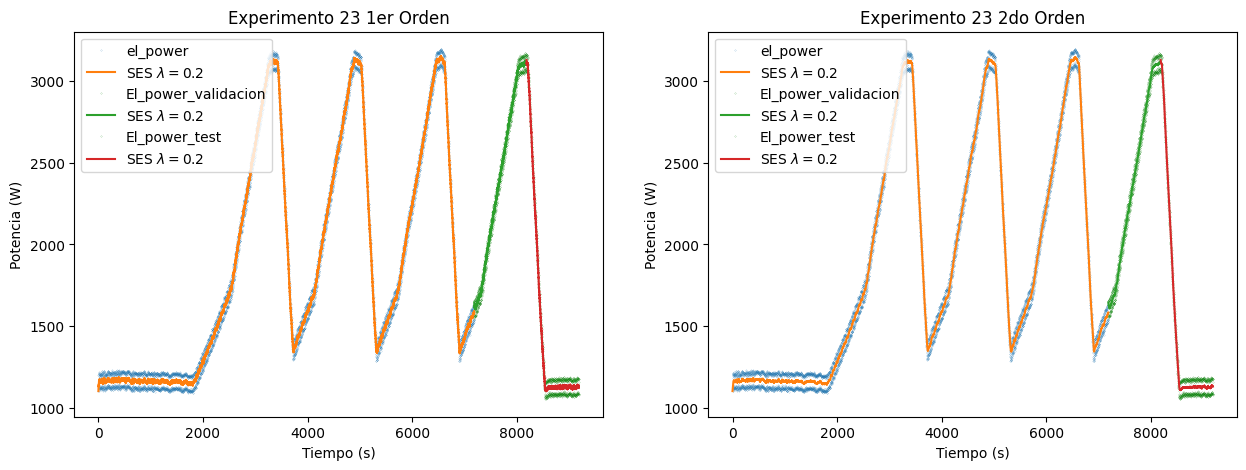 Experimento 23 1er Orden
el_power
SES λ = 0.2
El_power_validacion
SES λ = 0.2
El_power_test
SES λ = 0.2
3000
2500
2000
1500
1000
Potencia (W)
0
2000
4000
6000
8000
Tiempo (s)
Experimento 23 2do Orden
el_power
SES λ = 0.2
El_power_validacion
SES λ = 0.2
El_power_test
SES λ = 0.2
3000
2500
2000
1500
1000
Potencia (W)
0
2000
4000
6000
8000
Tiempo (s)